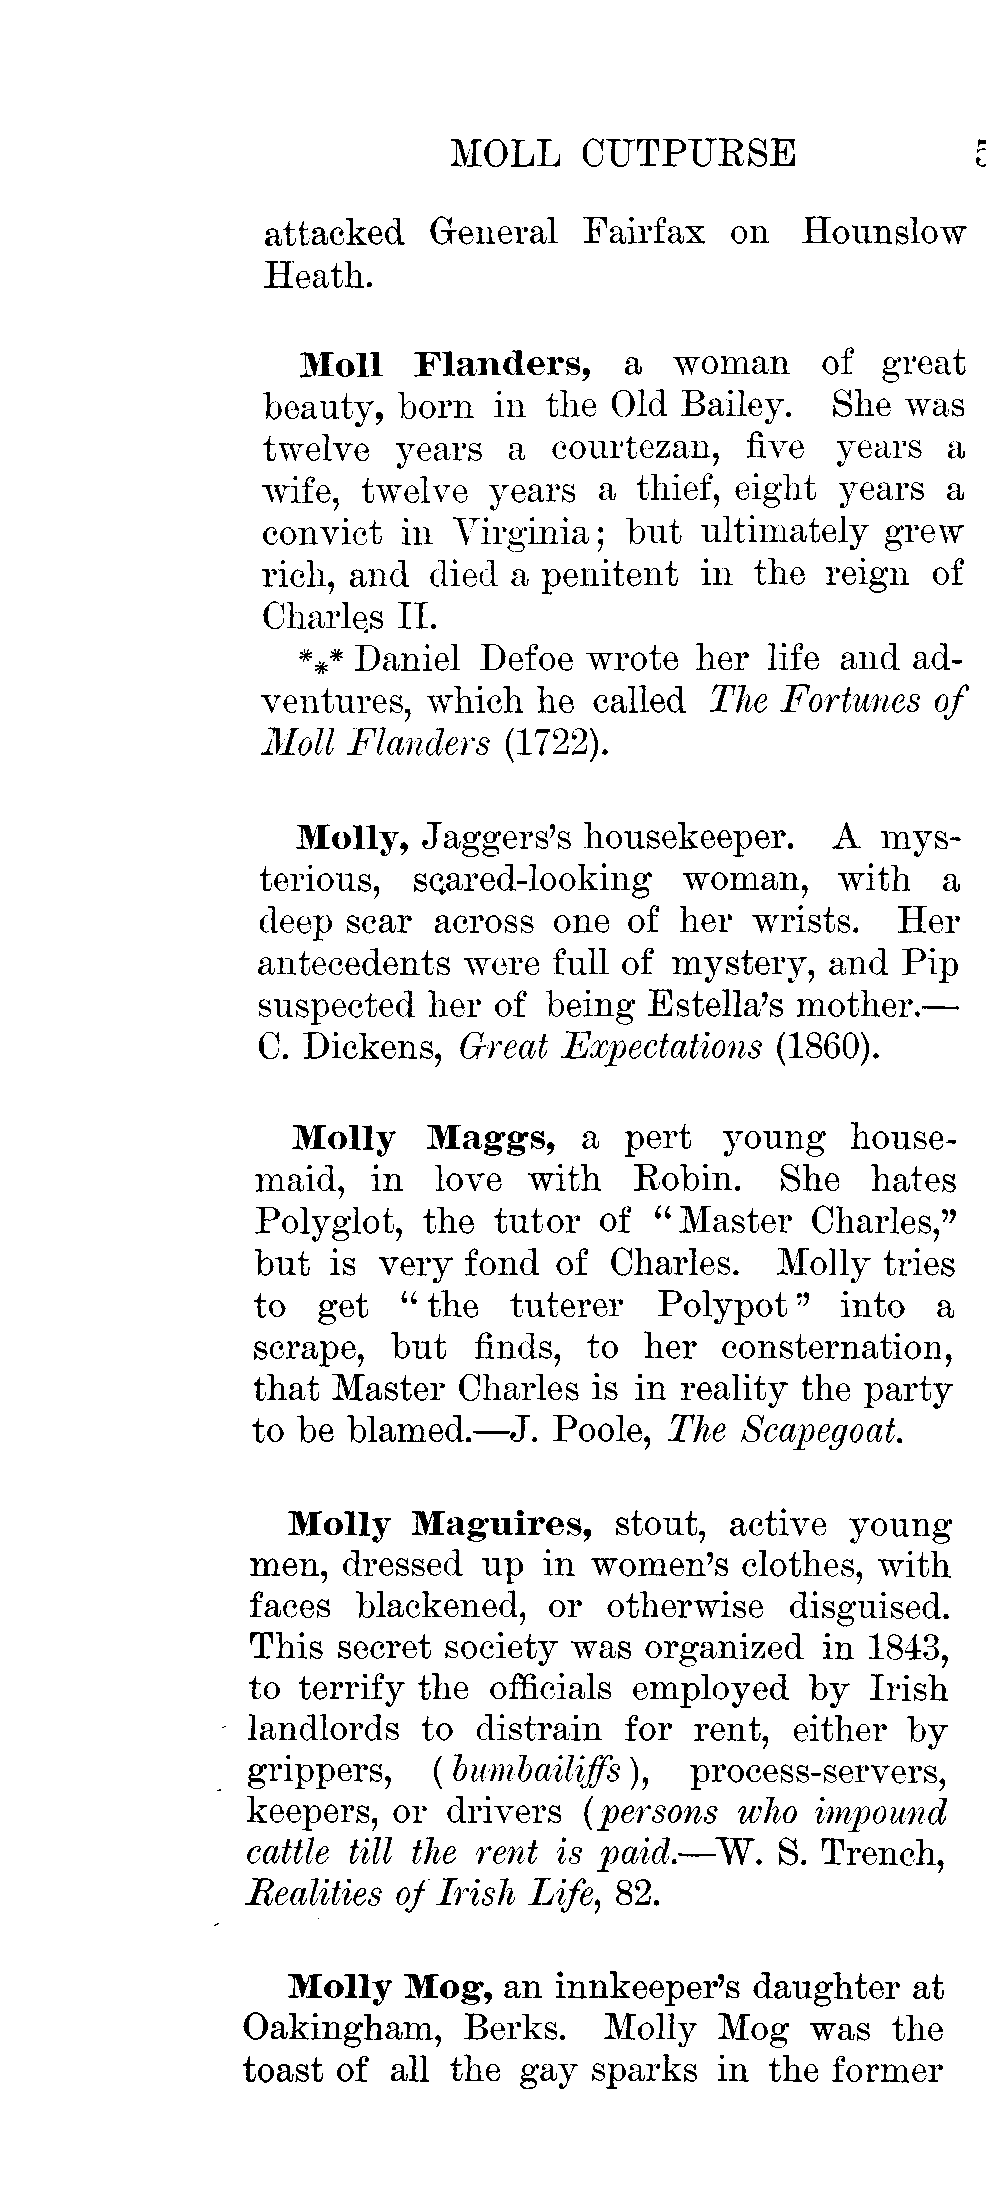 MOLL CUTPURSE
attacked General Fairfax on Hounslow
Heath.
Moll Flanders, a woman of great
beauty, born in the Old Bailey. She was
twelve years a courtezan, five years a
wife, twelve years a thief, eight years a
convict in Virginia; but ultimately grew
rich, and died a penitent in the reign of
Charles II.
*⁎* Daniel Defoe wrote her life and ad-
ventures, which he called The Fortunes of
Moll Flanders (1722).
Molly, Jaggers's housekeeper. A mys-
terious, scared-looking woman, with a
deep scar across one of her wrists. Her
antecedents were full of mystery, and Pip
suspected her of being Estella's mother.—
C. Dickens, Great Expectations (1860).
Molly Maggs, a pert young house-
maid, in love with Robin. She hates
Polyglot, the tutor of "Master Charles,"
but is very fond of Charles. Molly tries
to get "the tuterer Polypot" into a
scrape, but finds, to her consternation,
that Master Charles is in reality the party
to be blamed.—J. Poole, The Scapegoat.
Molly Maguires, stout, active young
men, dressed up in women's clothes, with
faces blackened, or otherwise disguised.
This secret society was organized in 1843,
to terrify the officials employed by Irish
landlords to distrain for rent, either by
grippers, (bumbailiffs), process-servers,
keepers, or drivers (persons who impound
cattle till the rent is paid.—W. S. Trench,
Realities of Irish Life, 82.
Molly Mog, an innkeeper's daughter at
Oakingham, Berks. Molly Mog was the
toast of all the gay sparks in the former